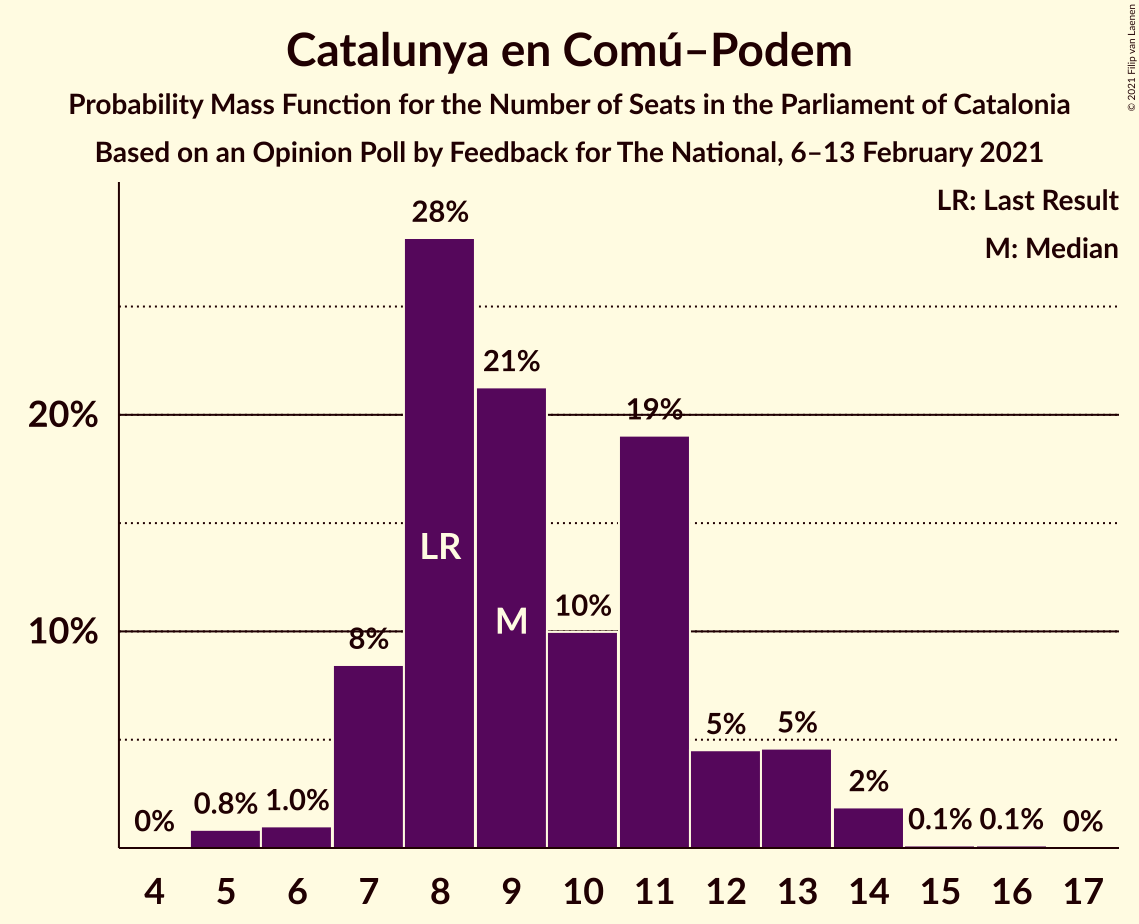 Catalunya en Comú–Podem
Probability Mass Function for the Number of Seats in the Parliament of Catalonia
Based on an Opinion Poll by Feedback for The National, 6–13 February 2021
© 2021 Filip van Laenen
LR: Last Result
M: Median
28%
21%
20%
19%
LR
10%
M
10%
8%
5%
5%
2%
0%
0.8%
1.0%
0.1%
0.1%
0%
4 5 6 7 8 9 10 11 12 13 14 15 16 17